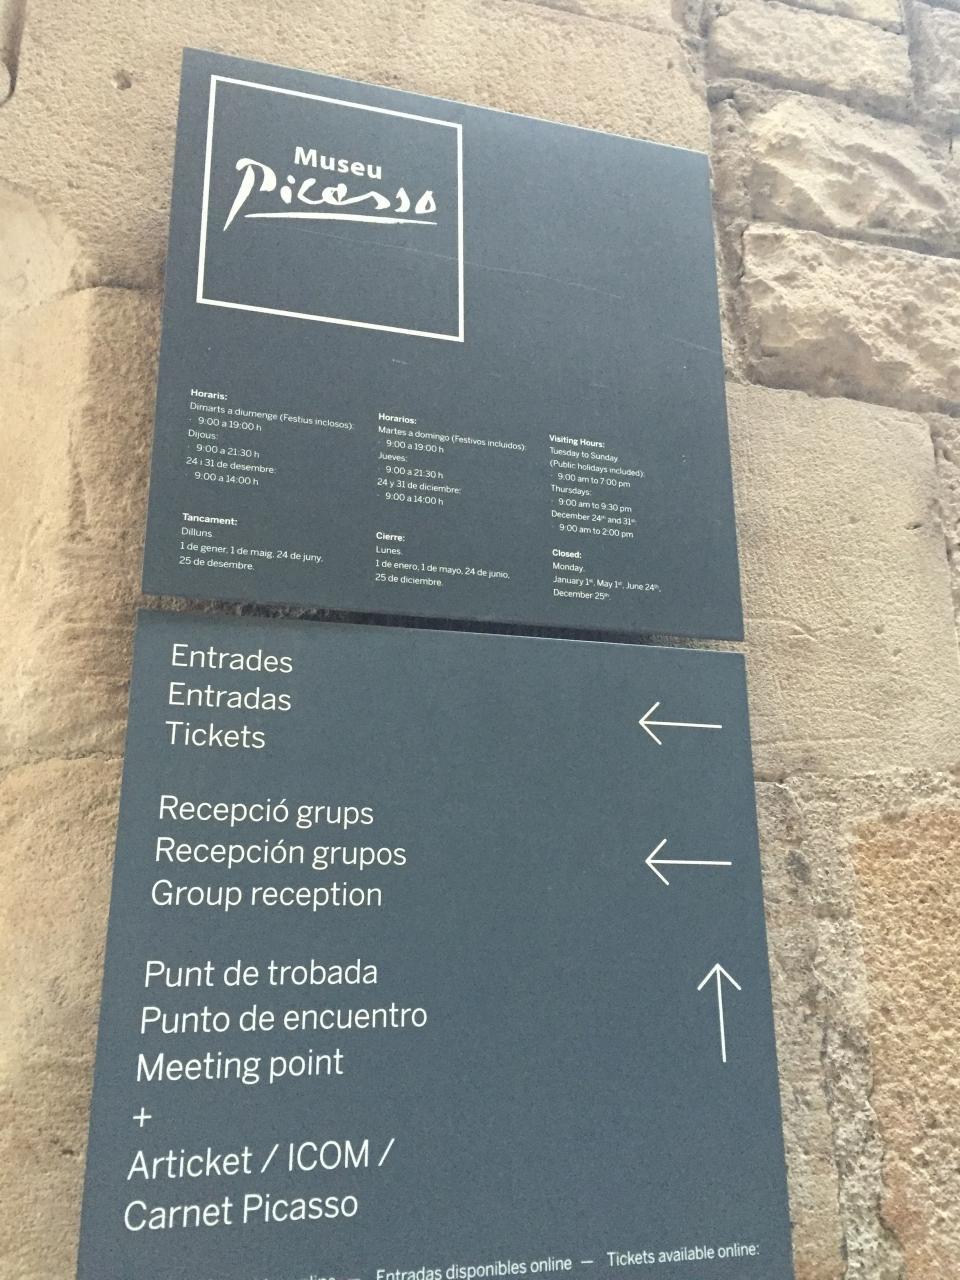 Museu
Picasso
Horaris:
Dimarts a diumenge (Festius inclosos):
· 9:00 a 19:00 h
Dijous:
· 9:00 a 21:30 h
24 i 31 de desembre:
· 9:00 a 14:00 h
Tancament:
Dilluns.
1 de gener, 1 de maig, 24 de juny,
25 de desembre.
Horarios:
Martes a domingo (Festivos incluidos):
· 9:00 a 19:00 h
Jueves:
· 9:00 a 21:30 h
24 y 31 de diciembre:
· 9:00 a 14:00 h
Cierre:
Lunes.
1 de enero, 1 de mayo, 24 de junio,
25 de diciembre.
Visiting Hours:
Tuesday to Sunday
(Public holidays included):
· 9:00 am to 7:00 pm
Thursdays:
· 9:00 am to 9:30 pm
December 24th and 31st:
· 9:00 am to 2:00 pm
Closed:
Monday.
January 1st, May 1st, June 24th,
December 25th.
Entrades
Entradas
Tickets
Recepció grups
Recepción grupos
Group reception
Punt de trobada
Punto de encuentro
Meeting point
+
Articket / ICOM /
Carnet Picasso
— Entradas disponibles online — Tickets available online: